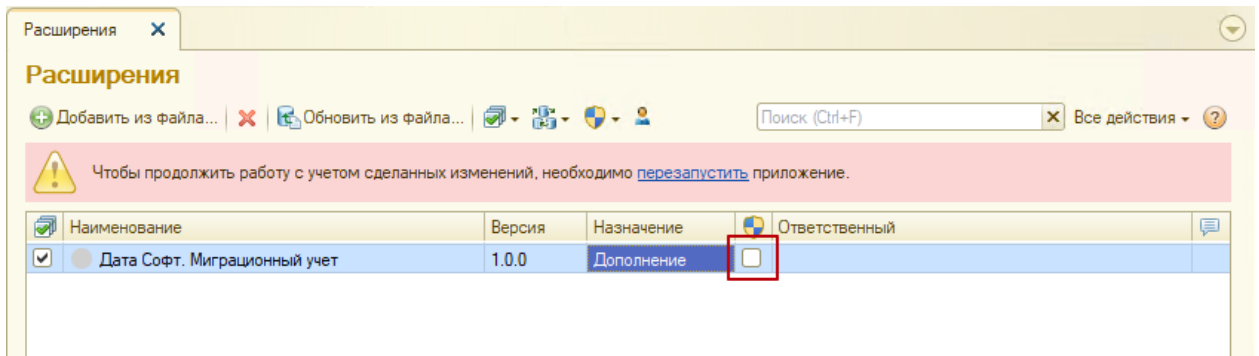 Расширения
Расширения
Добавить из файла... Обновить из файла... Поиск (Ctrl+F) Все действия
Чтобы продолжить работу с учетом сделанных изменений, необходимо перезапустить приложение.
Наименование Версия Назначение Ответственный
Дата Софт. Миграционный учет 1.0.0 Дополнение